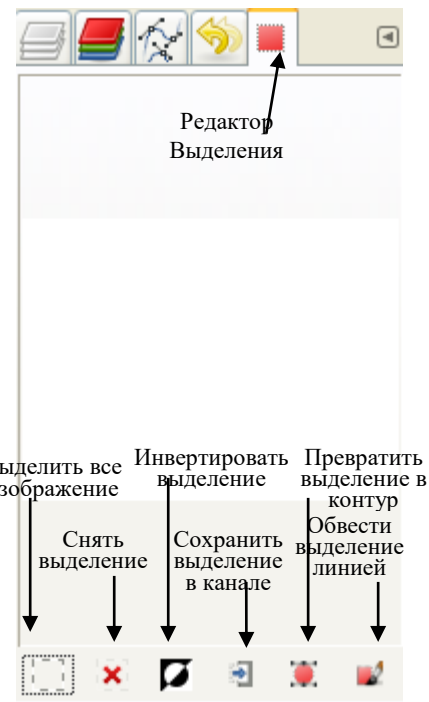 Редактор
Выделения
ыделить все
зображение
Инвертировать
выделение
Превратить
выделение в
контур
Снять
выделение
Сохранить
выделение
в канале
Обвести
выделение
линией